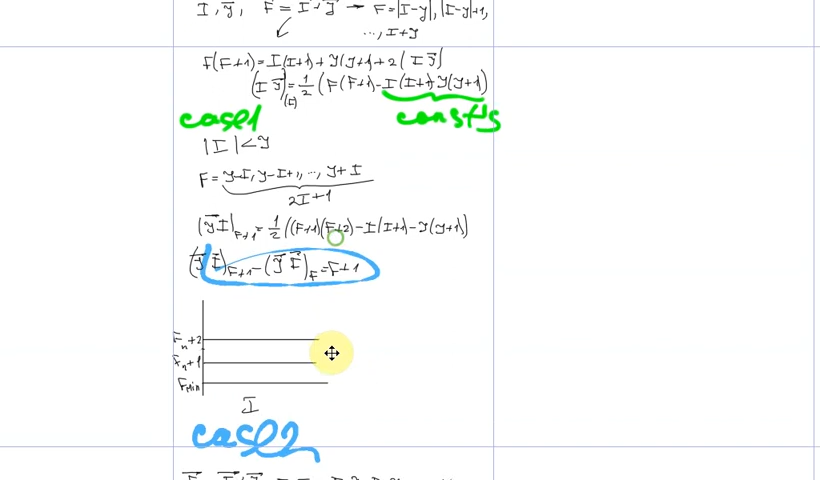 I, y⃗, F⃗ = I⃗ + y⃗ → F = |I-y|, |I-y|+1,
..., I+y
F(F+1) = I(I+1) + y(y+1) + 2(I y⃗)
(I y⃗)(F) = 1/2 (F(F+1) - I(I+1) y(y+1))
case1 const's
|I| < y
F = y-I, y-I+1, ..., y+I
2I+1
(y⃗I)F+1 = 1/2 ((F+1)(F+2) - I(I+1) - y(y+1))
(y⃗ I⃗)F+1 - (y⃗ I⃗)F = F+1
Fn+2
Fn+1
Fmin
I
case2